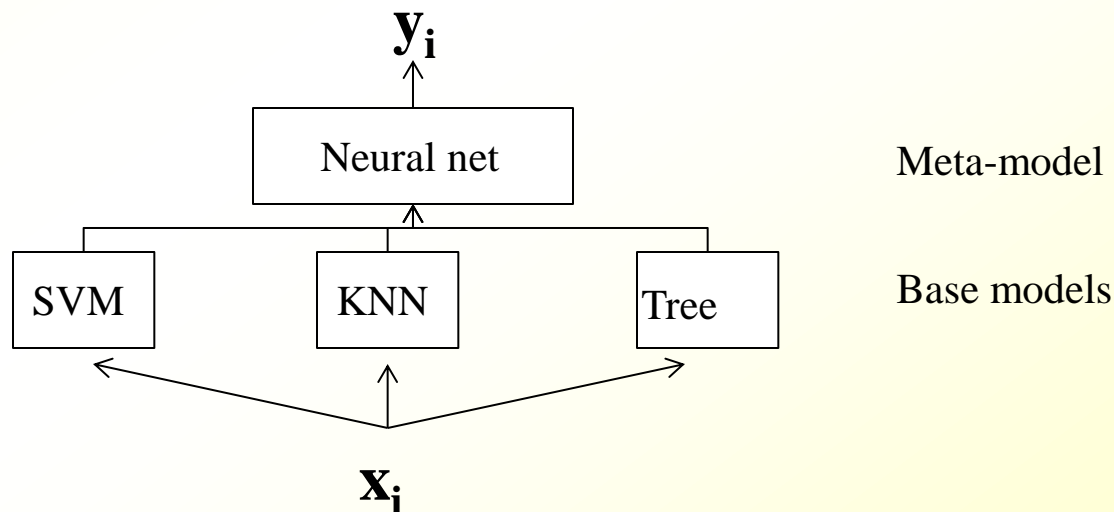 yᵢ
Neural net
Meta-model
SVM
KNN
Tree
Base models
xᵢ